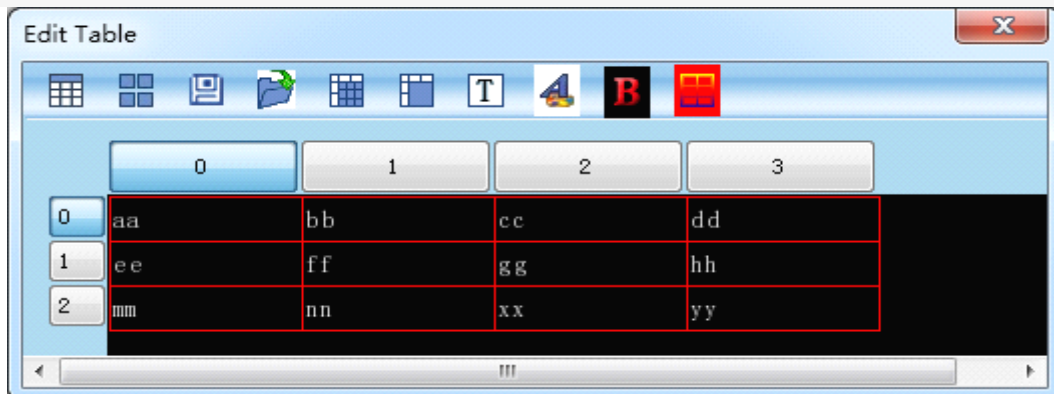 Edit Table
T A B
0 1 2 3
0 aa bb cc dd
1 ee ff gg hh
2 mm nn xx yy